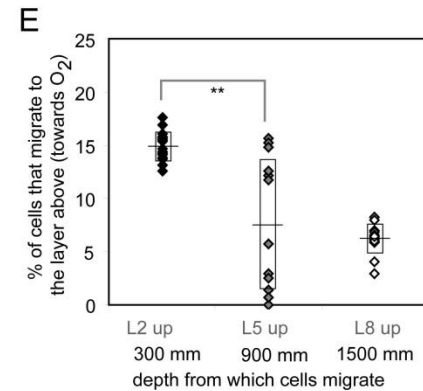 E
% of cells that migrate to
the layer above (towards O2)
25
20
15
10
5
0
**
L2 up L5 up L8 up
300 mm 900 mm 1500 mm
depth from which cells migrate